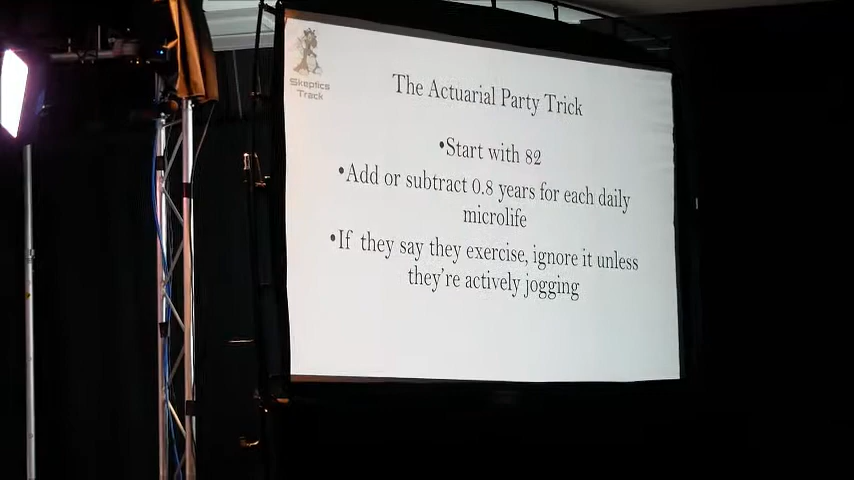 Skeptics
Track
The Actuarial Party Trick
•Start with 82
•Add or subtract 0.8 years for each daily
microlife
•If they say they exercise, ignore it unless
they're actively jogging